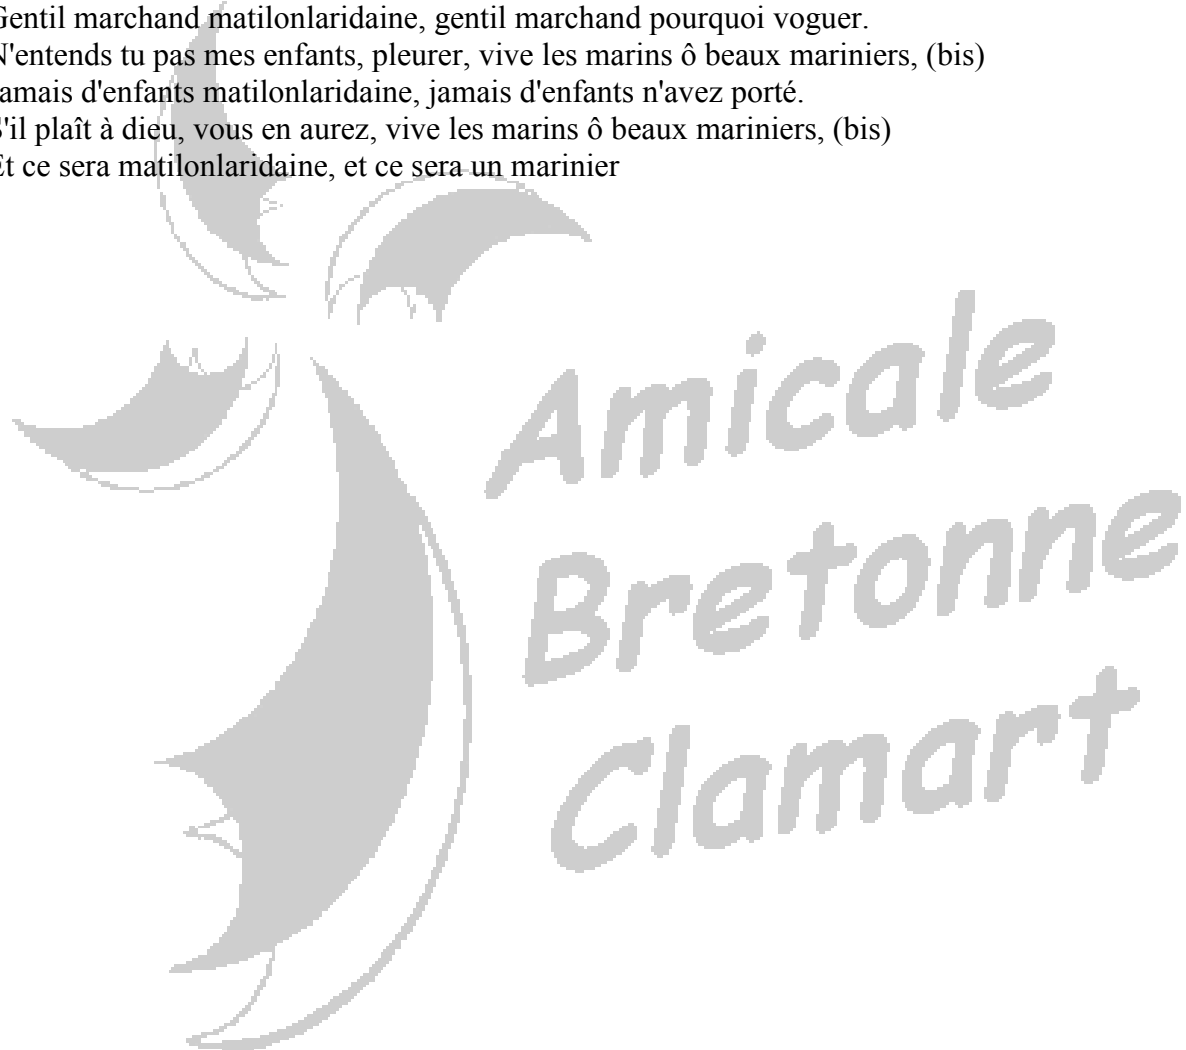 Gentil marchand matilonlaridaine, gentil marchand pourquoi voguer.
N'entends tu pas mes enfants, pleurer, vive les marins ô beaux mariniers, (bis)
Jamais d'enfants matilonlaridaine, jamais d'enfants n'avez porté.
S'il plaît à dieu, vous en aurez, vive les marins ô beaux mariniers, (bis)
Et ce sera matilonlaridaine, et ce sera un marinier
Amicale
Bretonne
Clamart